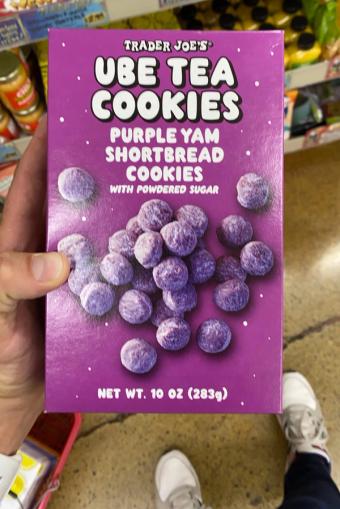 TRADER JOE'S
UBE TEA
COOKIES
PURPLE YAM
SHORTBREAD
COOKIES
WITH POWDERED SUGAR
NET WT. 10 OZ (283g)